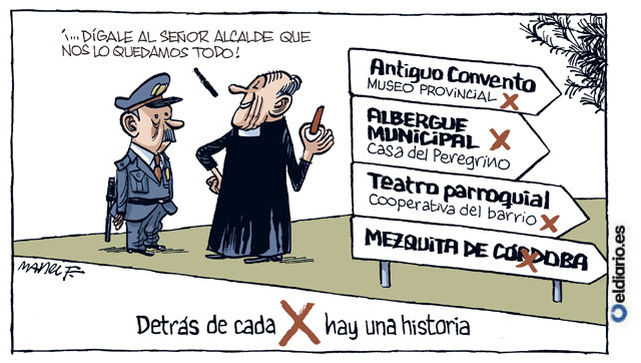 ¡... DÍGALE AL SEÑOR ALCALDE QUE
NOS LO QUEDAMOS TODO!
Antiguo Convento
MUSEO PROVINCIAL X
ALBERGUE
MUNICIPAL X
Casa del Peregrino
Teatro parroquial
Cooperativa del barrio X
MEZQUITA DE CÓRDOBA
MANEL F.
Detrás de cada X hay una historia
eldiario.es